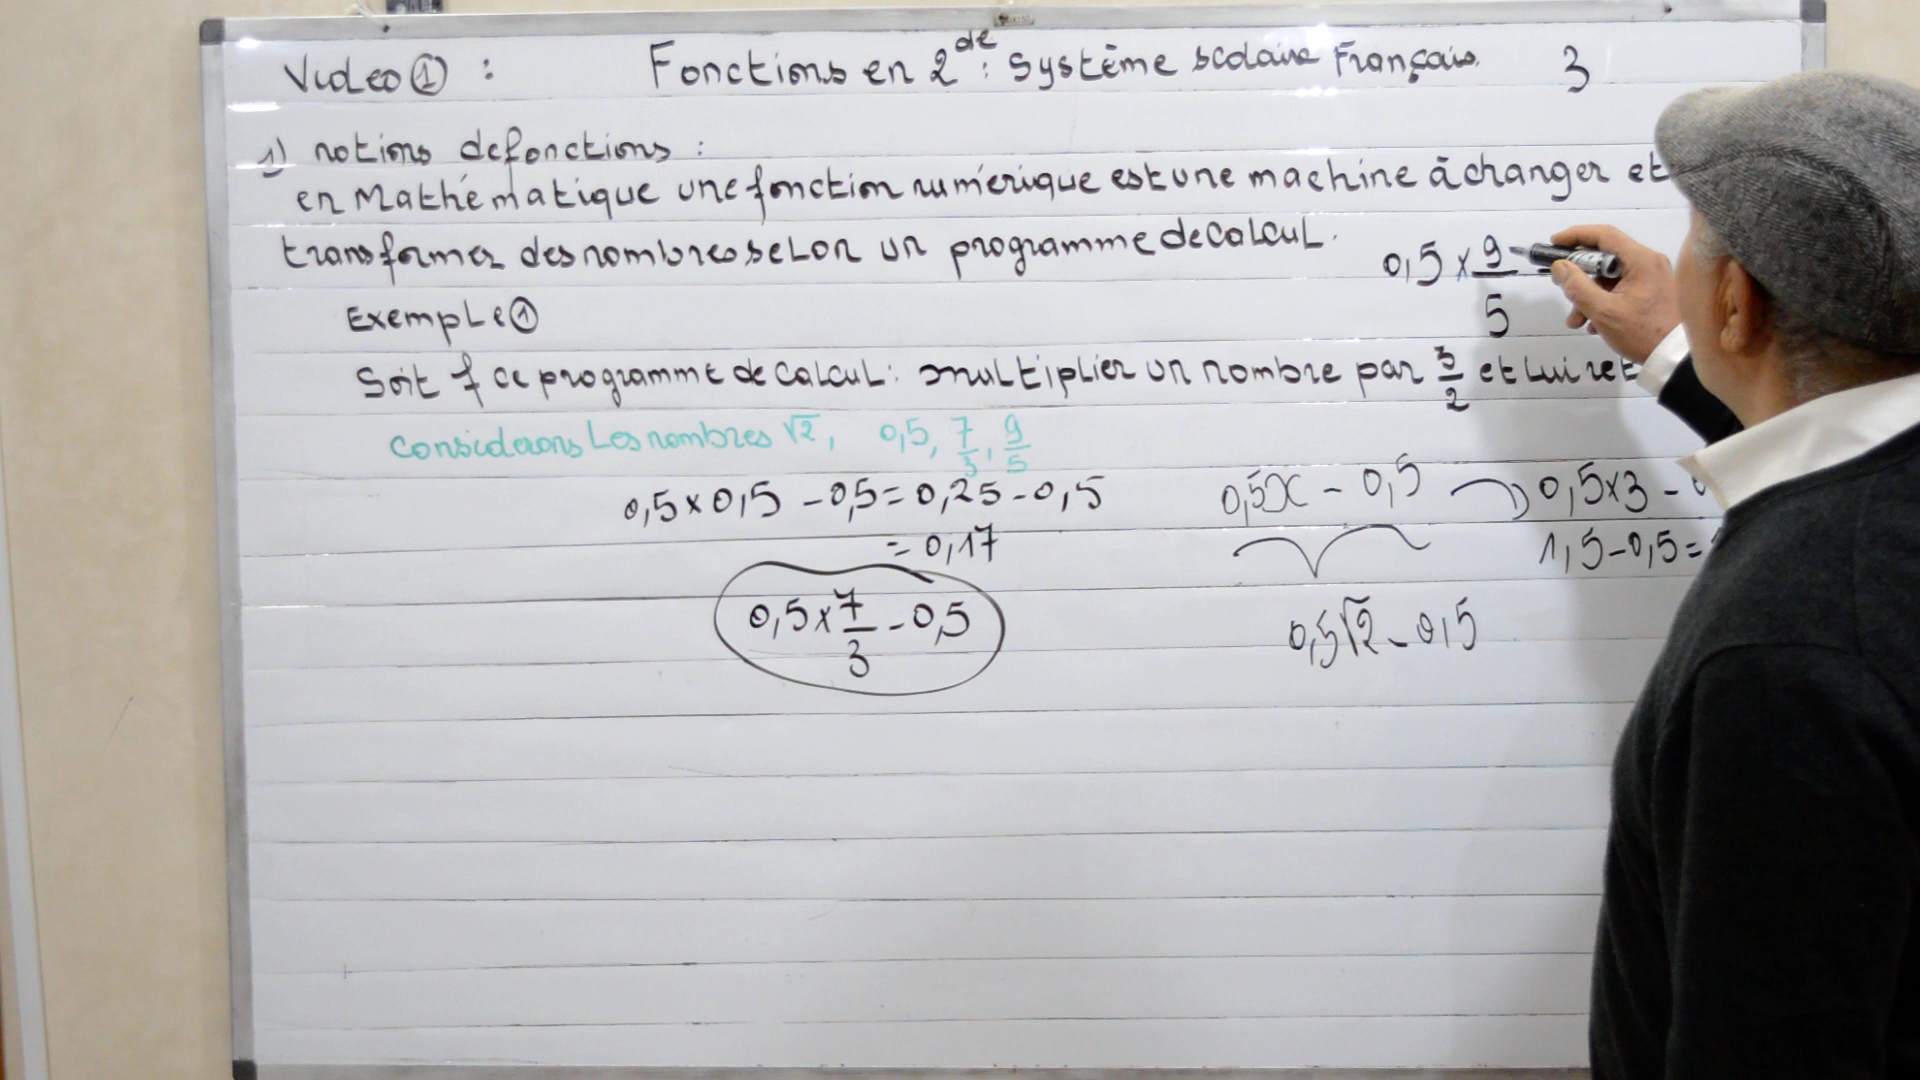 Video ① : Fonctions en 2de : système scolaire Français. 3
1) notions de fonctions :
en Mathématique une fonction numérique est une machine à changer et
transformer des nombres selon un programme de calcul.
0,5 × 9/5
Exemple ①
Soit f ce programme de calcul : multiplier un nombre par 3/2 et lui ret
considerons Les nombres √2, 0,5, 7/3, 9/5
0,5 × 0,5 - 0,5 = 0,25 - 0,5
= 0,17
0,5 × 7/3 - 0,5
0,5x - 0,5
0,5×3 -
1,5 - 0,5 =
0,5√2 - 0,5